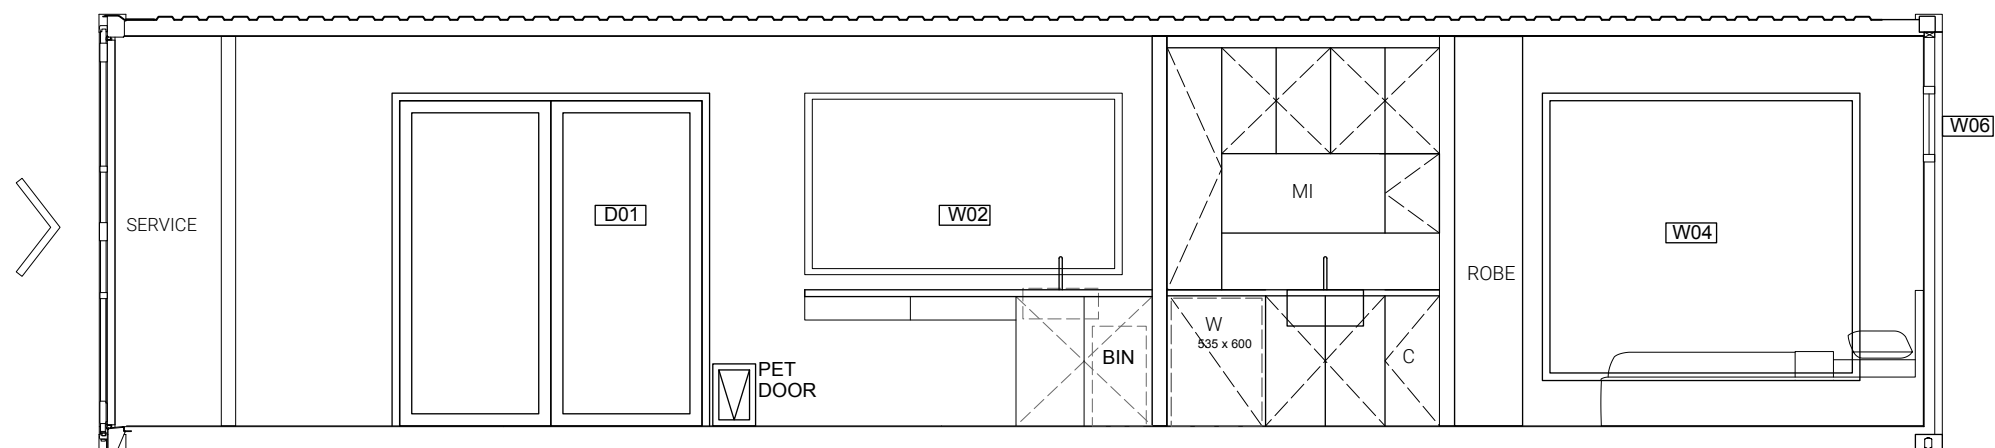 SERVICE
D01
PET
DOOR
W02
BIN
MI
W
535 x 600
C
ROBE
W04
W06